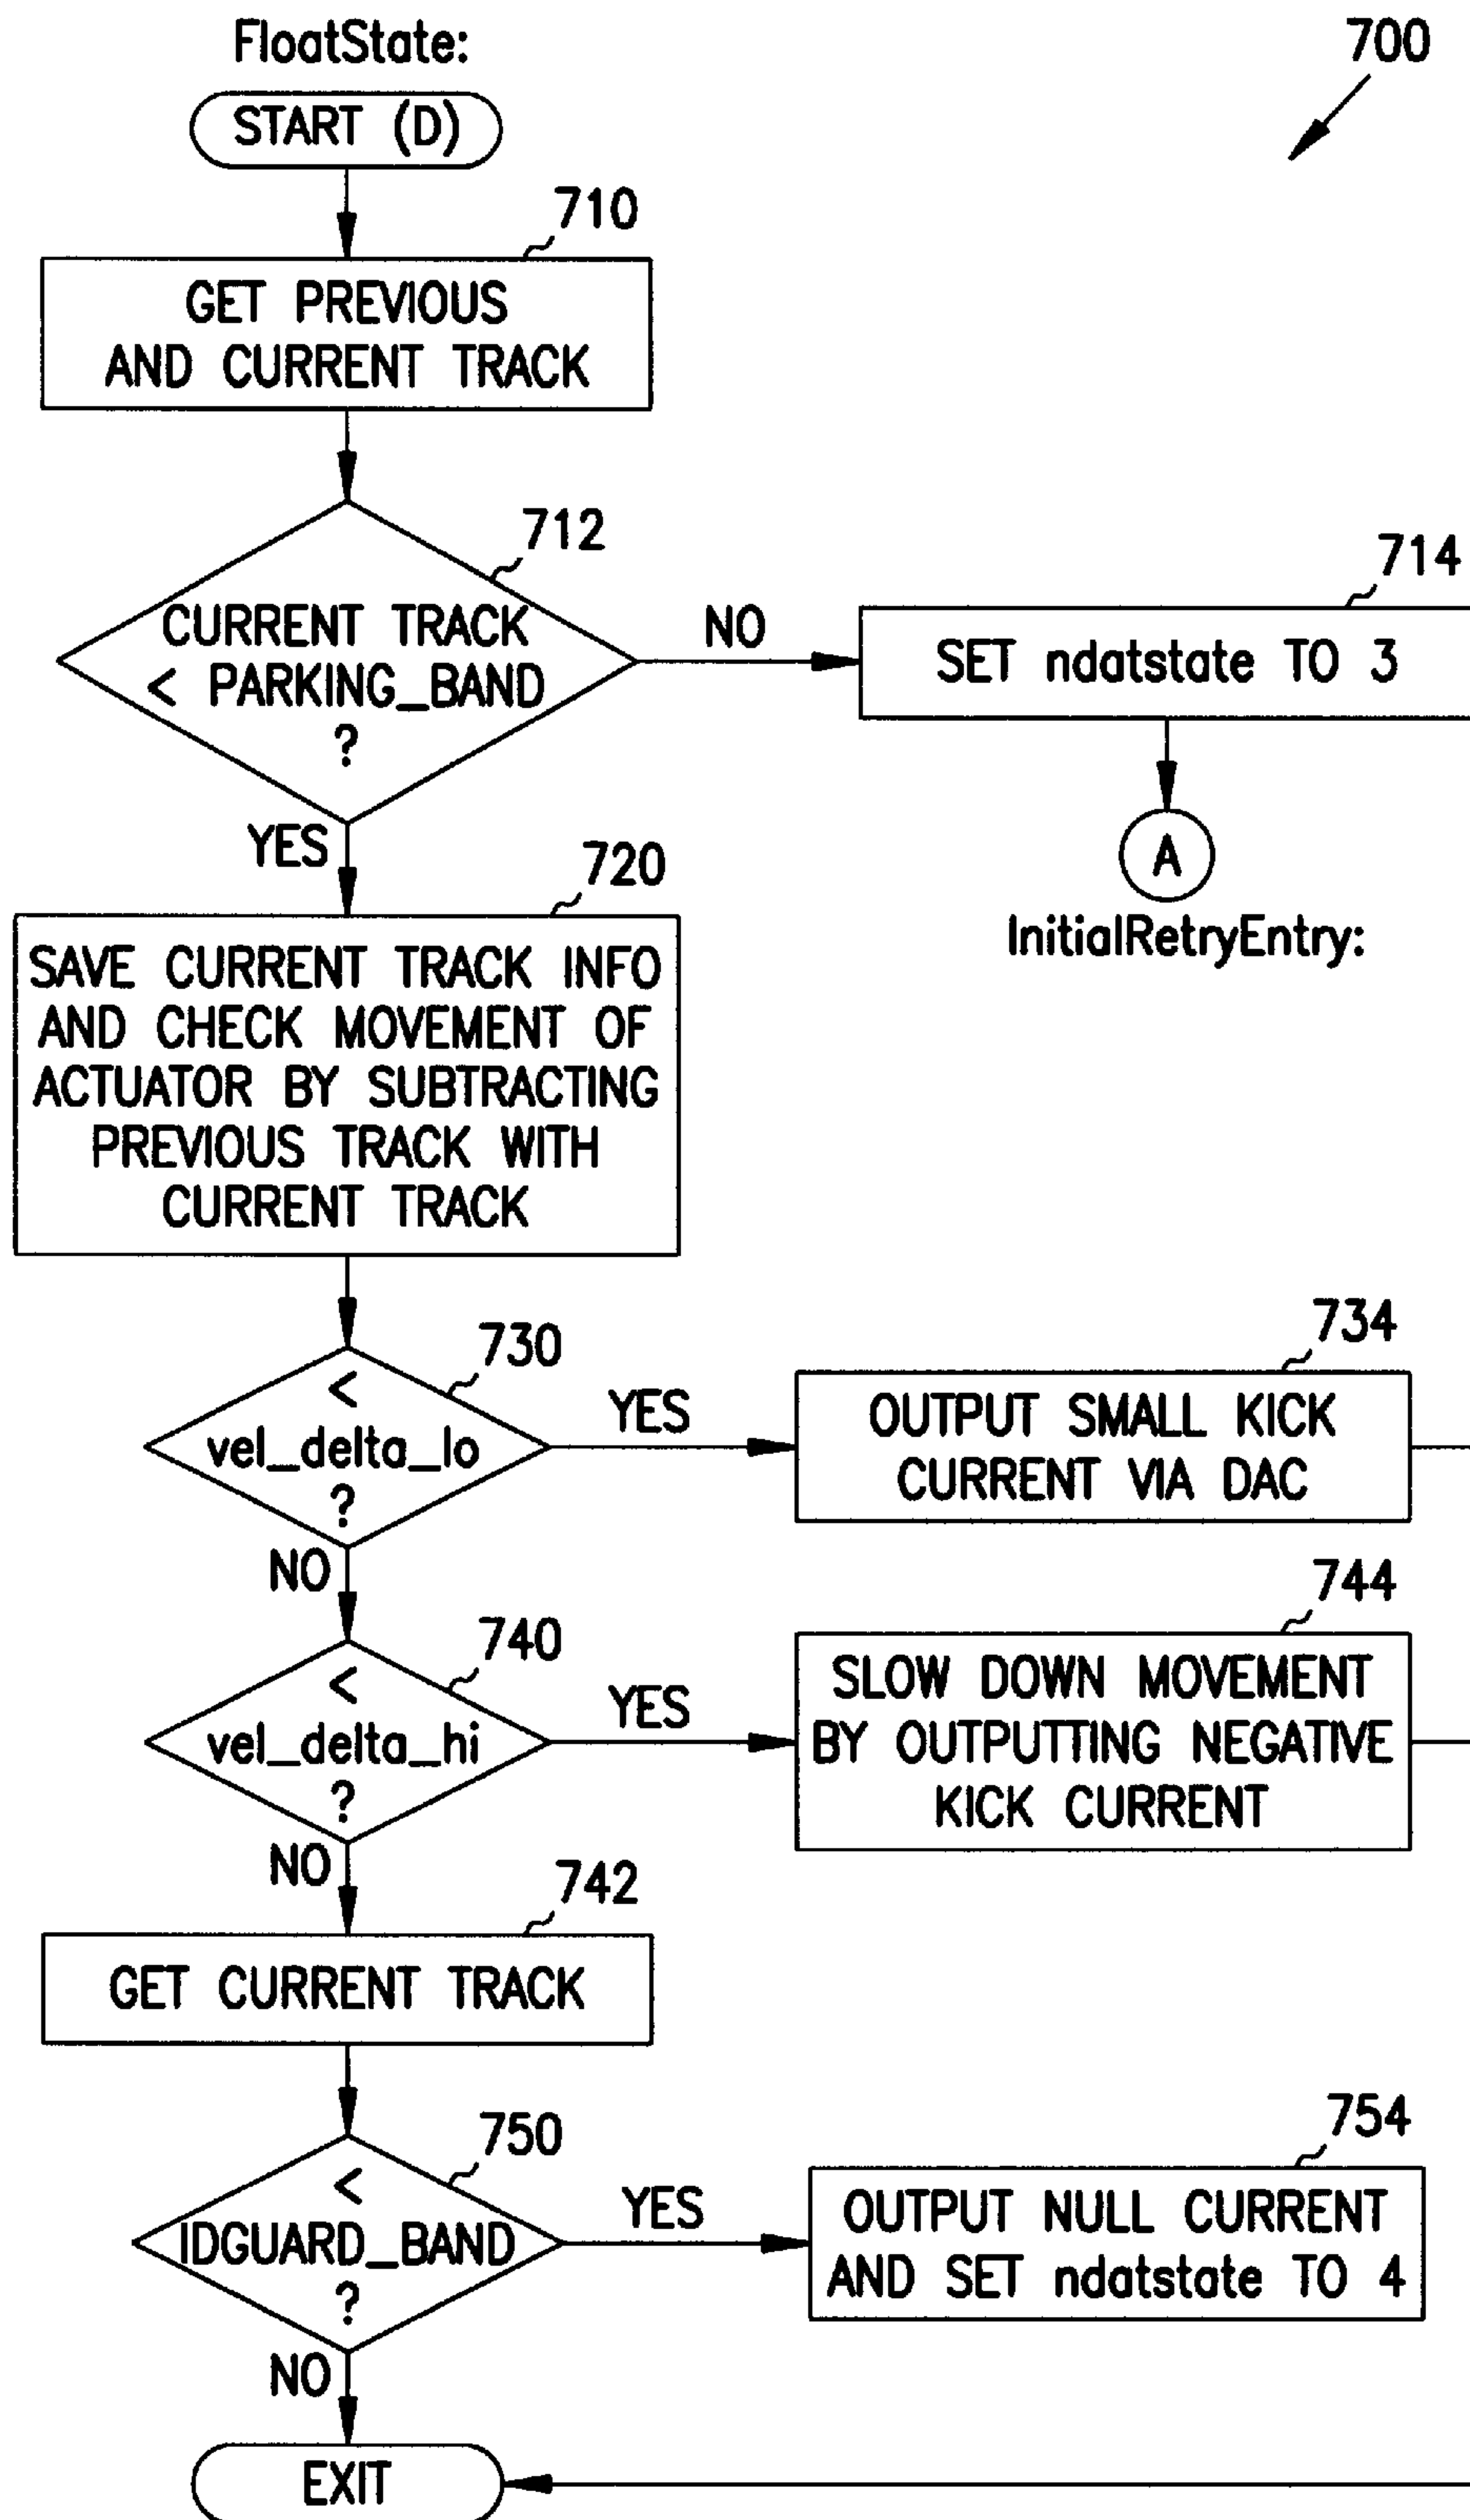 FloatState:
700
START (D)
710
GET PREVIOUS
AND CURRENT TRACK
712
CURRENT TRACK
< PARKING_BAND
?
NO
714
SET ndatstate TO 3
A
InitialRetryEntry:
YES
720
SAVE CURRENT TRACK INFO
AND CHECK MOVEMENT OF
ACTUATOR BY SUBTRACTING
PREVIOUS TRACK WITH
CURRENT TRACK
730
<
vel_delta_lo
?
YES
734
OUTPUT SMALL KICK
CURRENT VIA DAC
NO
740
<
vel_delta_hi
?
YES
744
SLOW DOWN MOVEMENT
BY OUTPUTTING NEGATIVE
KICK CURRENT
NO
742
GET CURRENT TRACK
750
<
IDGUARD_BAND
?
YES
754
OUTPUT NULL CURRENT
AND SET ndatstate TO 4
NO
EXIT